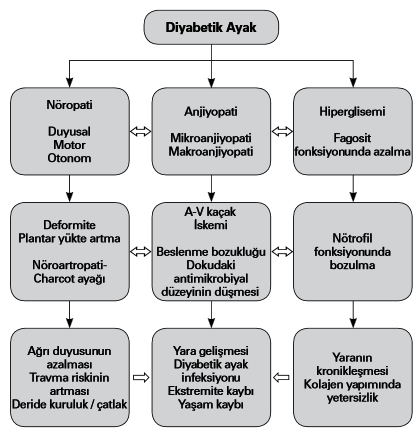 Diyabetik Ayak
Nöropati
Duyusal
Motor
Otonom
Anjiyopati
Mikroanjiyopati
Makroanjiyopati
Hiperglisemi
Fagosit
fonksiyonunda azalma
Deformite
Plantar yükte artma
Nöroartropati-
Charcot ayağı
A-V kaçak
İskemi
Beslenme bozukluğu
Dokudaki
antimikrobiyal
düzeyinin düşmesi
Nötrofil
fonksiyonunda
bozulma
Ağrı duyusunun
azalması
Travma riskinin
artması
Deride kuruluk / çatlak
Yara gelişmesi
Diyabetik ayak
infeksiyonu
Ekstremite kaybı
Yaşam kaybı
Yaranın
kronikleşmesi
Kolajen yapımında
yetersizlik